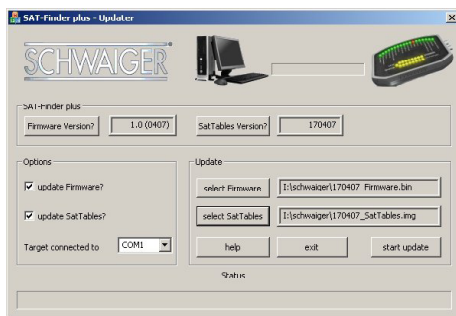 SAT-Finder plus - Updater
SCHWAIGER
SAT-Finder plus
Firmware Version? 1.0 (0407) SatTables Version? 170407
Options
Update
update Firmware?
select Firmware I:\schwaiger\170407 Firmware.bin
update SatTables?
select SatTables I:\schwaiger\170407_SatTables.img
Target connected to COM1
help exit start update
Status